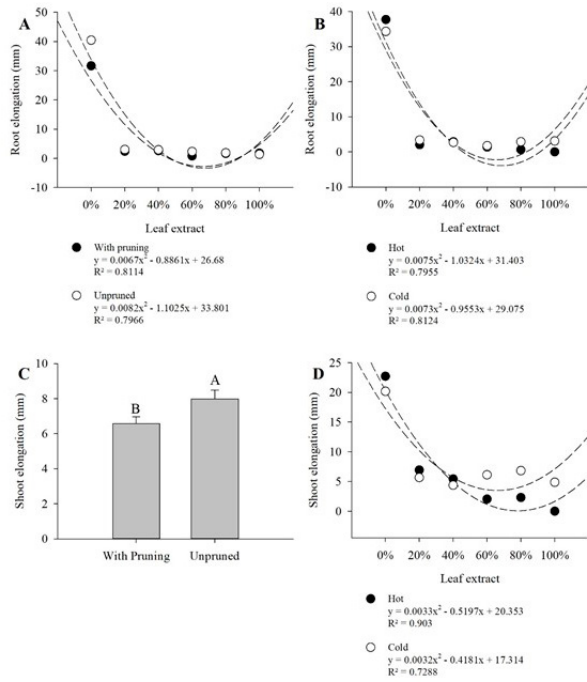 A
Root elongation (mm)
50
40
30
20
10
0
-10
0% 20% 40% 60% 80% 100%
Leaf extract
With pruning
y = 0.0067x² - 0.8861x + 26.68
R² = 0.8114
Unpruned
y = 0.0082x² - 1.1025x + 33.801
R² = 0.7966
B
Root elongation (mm)
40
30
20
10
0
-10
0% 20% 40% 60% 80% 100%
Leaf extract
Hot
y = 0.0075x² - 1.0324x + 31.403
R² = 0.7955
Cold
y = 0.0073x² - 0.9553x + 29.075
R² = 0.8124
C
Shoot elongation (mm)
10
8
6
4
2
0
B
A
With Pruning Unpruned
D
Shoot elongation (mm)
25
20
15
10
5
0
0% 20% 40% 60% 80% 100%
Leaf extract
Hot
y = 0.0033x² - 0.5197x + 20.353
R² = 0.903
Cold
y = 0.0032x² - 0.4181x + 17.314
R² = 0.7288